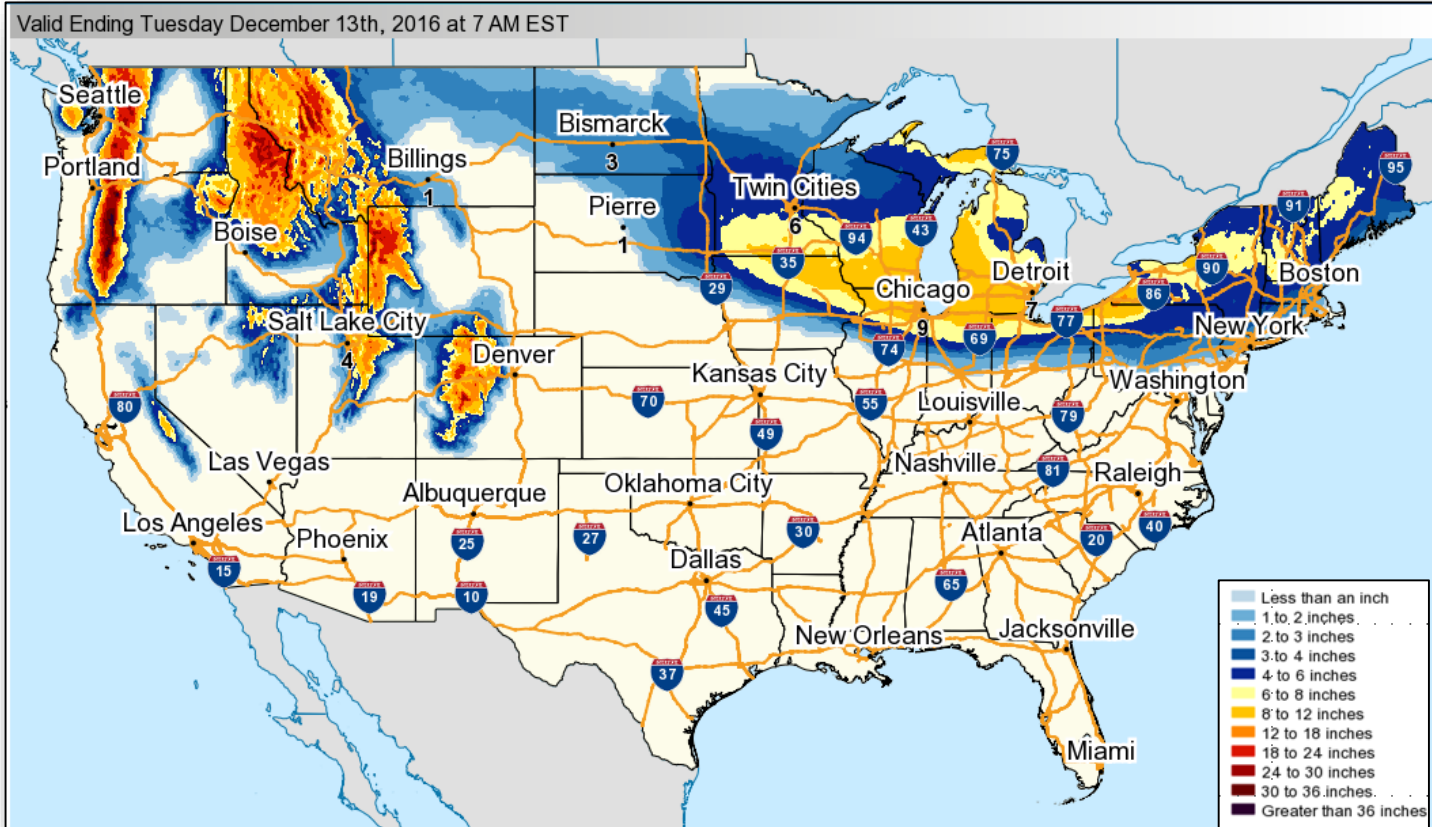 Valid Ending Tuesday December 13th, 2016 at 7 AM EST
Seattle
Portland
Billings
1
Bismarck
3
Pierre
1
Twin Cities
6
Boise
75
95
91
94
43
35
90
Detroit
7
Boston
86
29
Chicago
9
77
New York
Salt Lake City
4
Denver
74
69
Kansas City
Washington
80
70
55
Louisville
79
49
Las Vegas
Nashville
81
Raleigh
Albuquerque
Oklahoma City
Los Angeles
Phoenix
25
27
30
Atlanta
20
40
15
Dallas
19
10
45
65
New Orleans
Jacksonville
37
Miami
Less than an inch
1 to 2 inches
2 to 3 inches
3 to 4 inches
4 to 6 inches
6 to 8 inches
8 to 12 inches
12 to 18 inches
18 to 24 inches
24 to 30 inches
30 to 36 inches
Greater than 36 inches